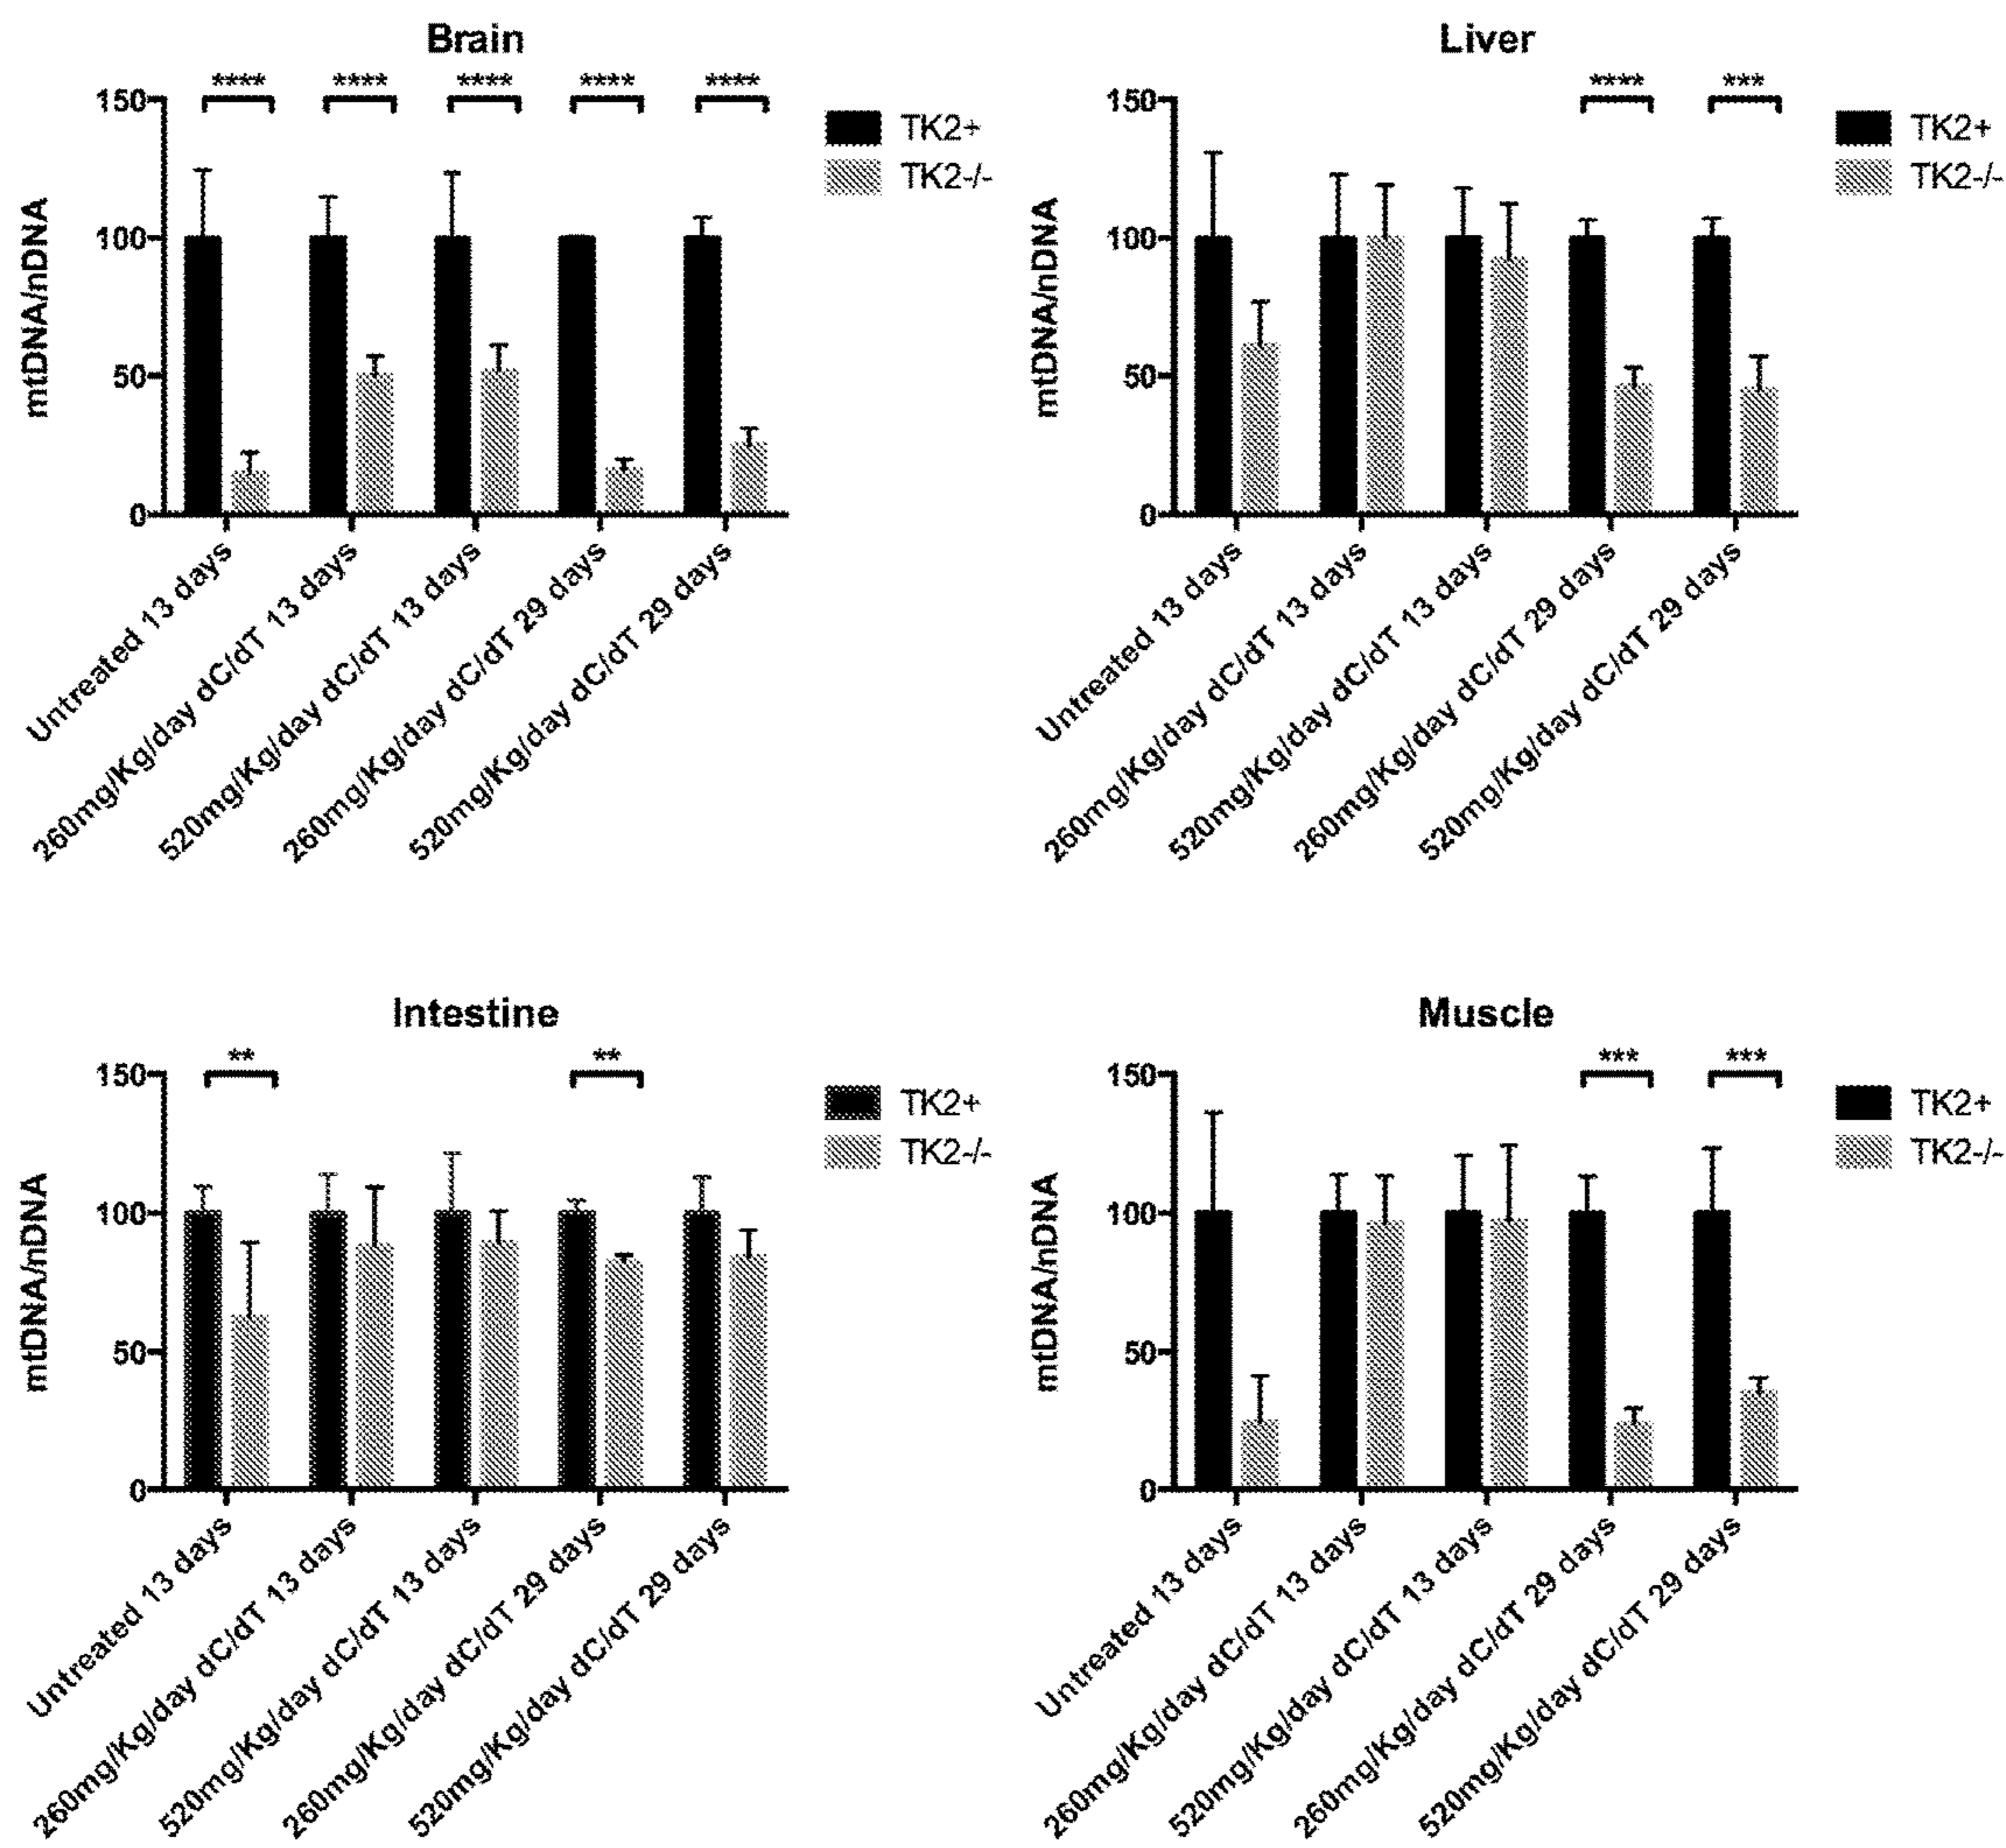 Brain
**** **** **** **** ****
150
100
50
0
mtDNA/nDNA
TK2+
TK2-/-
Untreated 13 days
260mg/Kg/day dC/dT 13 days
520mg/Kg/day dC/dT 13 days
260mg/Kg/day dC/dT 29 days
520mg/Kg/day dC/dT 29 days
Liver
**** ***
150
100
50
0
mtDNA/nDNA
TK2+
TK2-/-
Untreated 13 days
260mg/Kg/day dC/dT 13 days
520mg/Kg/day dC/dT 13 days
260mg/Kg/day dC/dT 29 days
520mg/Kg/day dC/dT 29 days
Intestine
** **
150
100
50
0
mtDNA/nDNA
TK2+
TK2-/-
Untreated 13 days
260mg/Kg/day dC/dT 13 days
520mg/Kg/day dC/dT 13 days
260mg/Kg/day dC/dT 29 days
520mg/Kg/day dC/dT 29 days
Muscle
*** ***
150
100
50
0
mtDNA/nDNA
TK2+
TK2-/-
Untreated 13 days
260mg/Kg/day dC/dT 13 days
520mg/Kg/day dC/dT 13 days
260mg/Kg/day dC/dT 29 days
520mg/Kg/day dC/dT 29 days